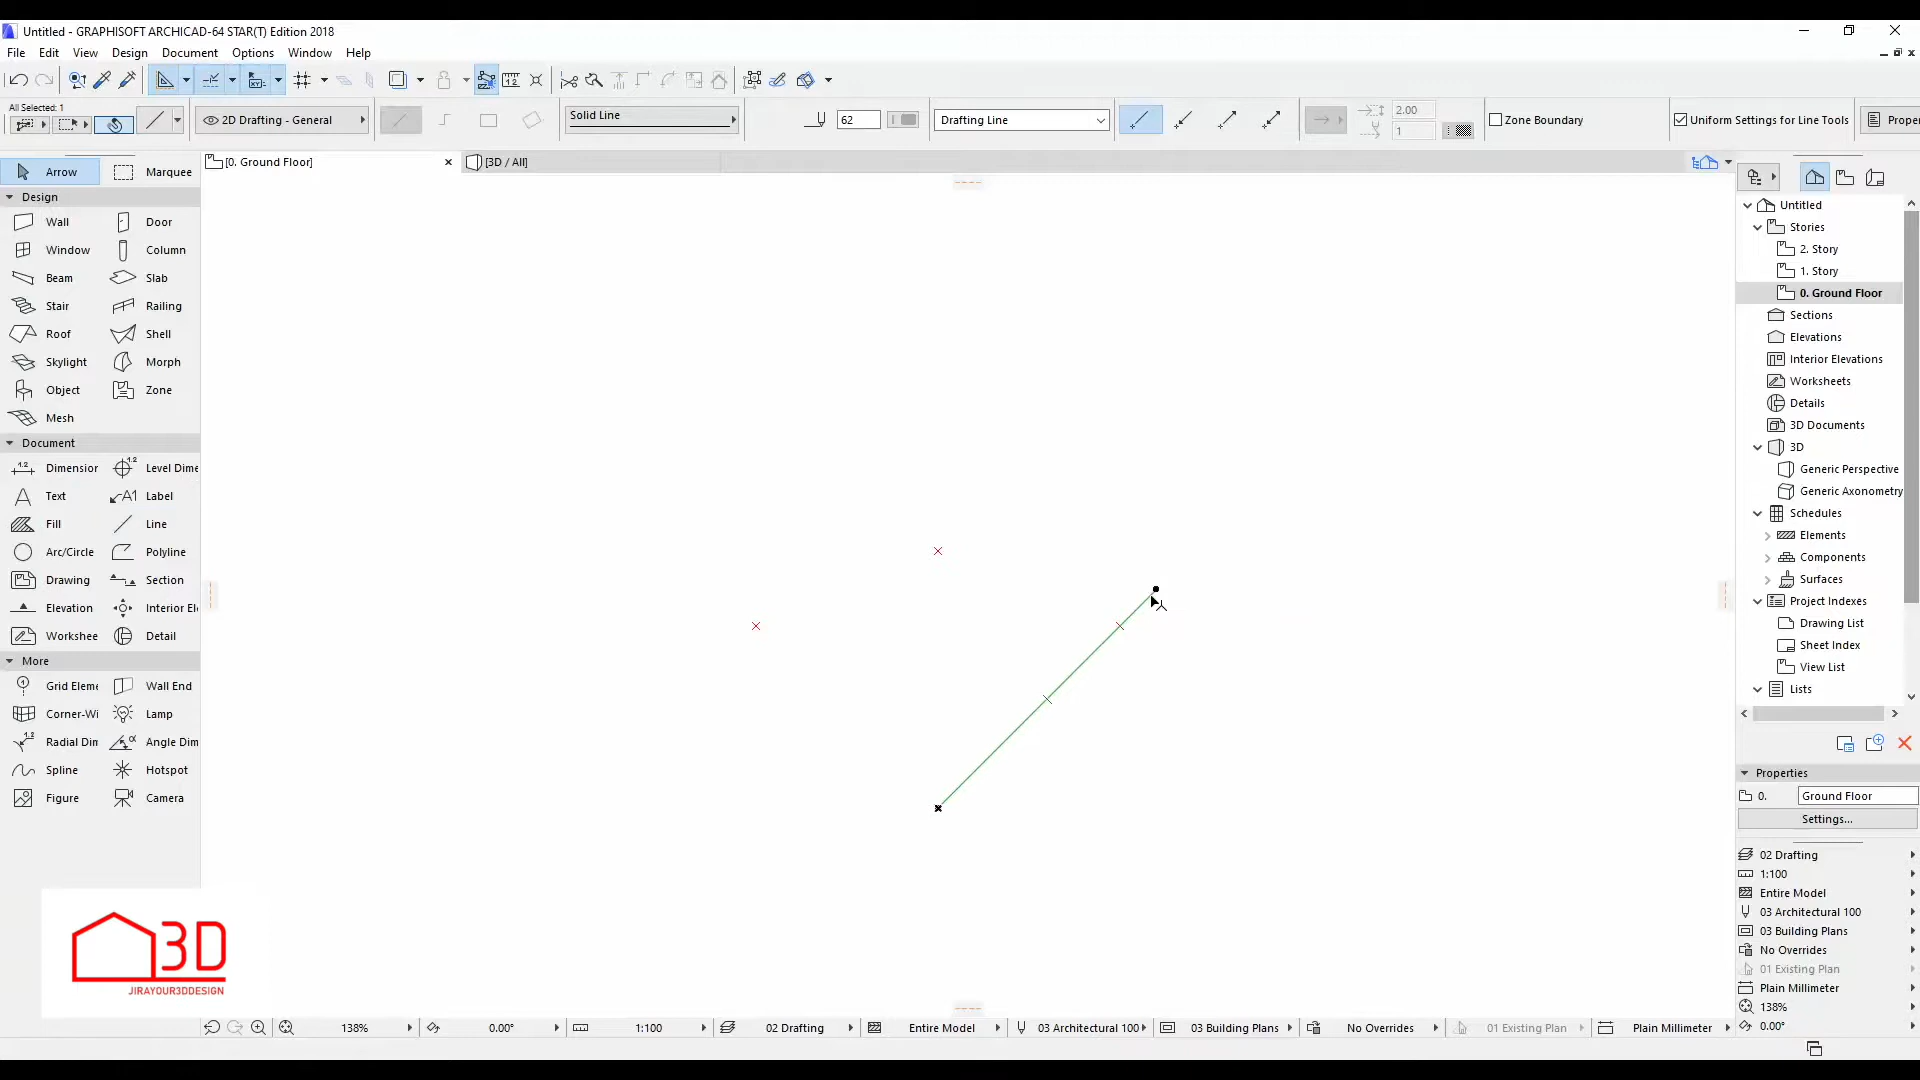 Untitled - GRAPHISOFT ARCHICAD-64 STAR(T) Edition 2018
File Edit View Design Document Options Window Help
All Selected: 1
2D Drafting - General
Solid Line
62
Drafting Line
2.00
1
Zone Boundary
Uniform Settings for Line Tools
Proper
Arrow Marquee
[0. Ground Floor]
[3D / All]
Design
Wall Door
Window Column
Beam Slab
Stair Railing
Roof Shell
Skylight Morph
Object Zone
Mesh
Document
Dimensior Level Dime
Text Label
Fill Line
Arc/Circle Polyline
Drawing Section
Elevation Interior El
Workshee Detail
More
Grid Eleme Wall End
Corner-Wi Lamp
Radial Dim Angle Dim
Spline Hotspot
Figure Camera
3D
JIRAYOUR3DDESIGN
Untitled
Stories
2. Story
1. Story
0. Ground Floor
Sections
Elevations
Interior Elevations
Worksheets
Details
3D Documents
3D
Generic Perspective
Generic Axonometry
Schedules
Elements
Components
Surfaces
Project Indexes
Drawing List
Sheet Index
View List
Lists
Properties
0. Ground Floor
Settings...
02 Drafting
1:100
Entire Model
03 Architectural 100
03 Building Plans
No Overrides
01 Existing Plan
Plain Millimeter
138%
0.00°
138% 0.00° 1:100 02 Drafting Entire Model 03 Architectural 100 03 Building Plans No Overrides 01 Existing Plan Plain Millimeter